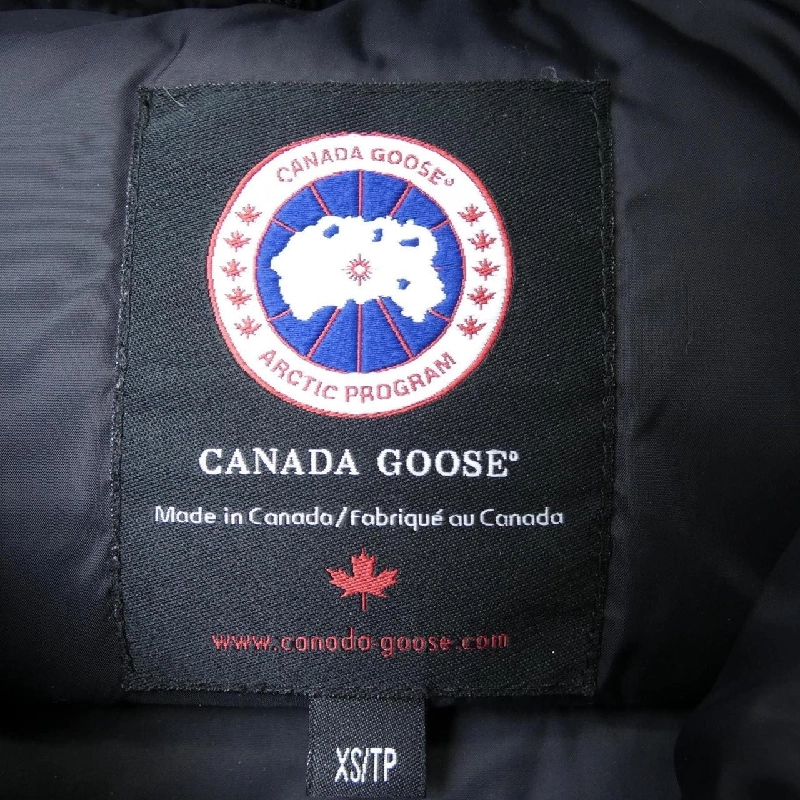 CANADA GOOSE®
ARCTIC PROGRAM
CANADA GOOSE®
Made in Canada/Fabriqué au Canada
www.canada-goose.com
XS/TP